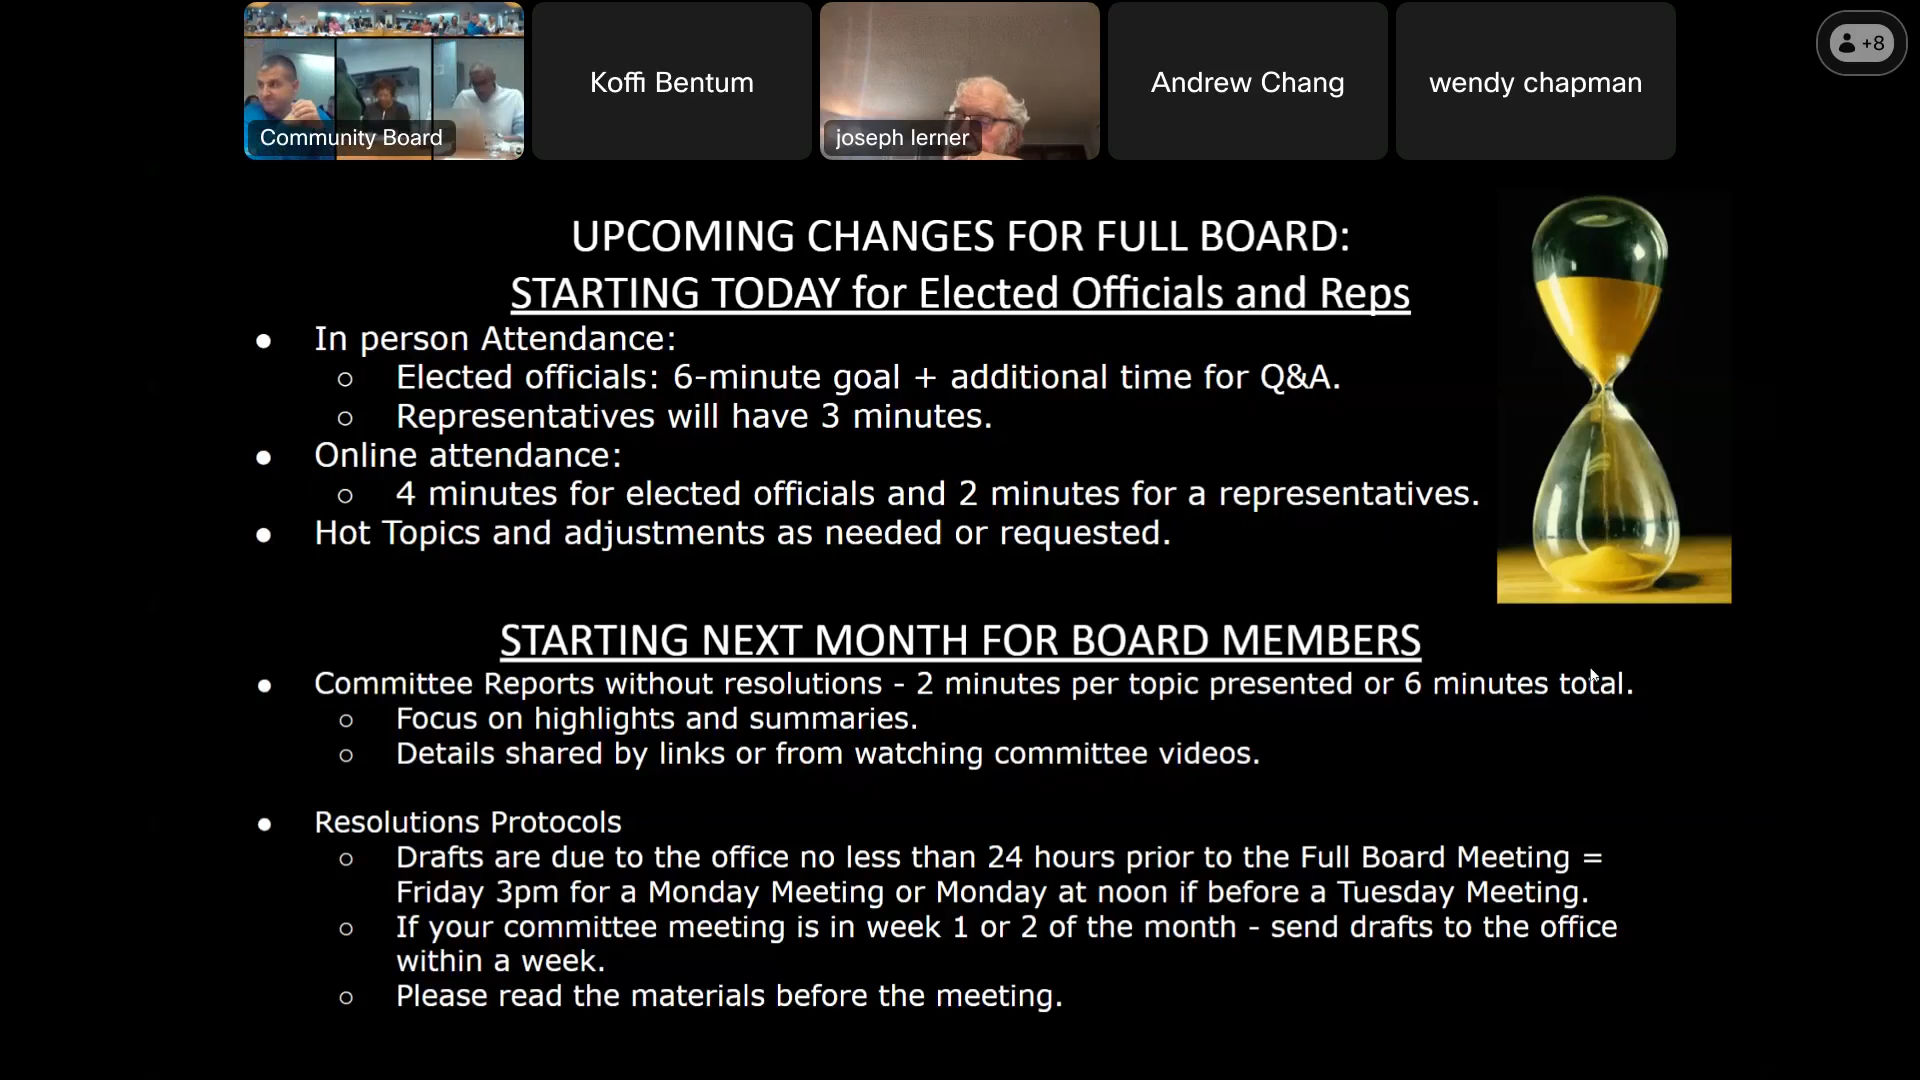 Community Board
Koffi Bentum
joseph lerner
Andrew Chang
wendy chapman
+8
UPCOMING CHANGES FOR FULL BOARD:
STARTING TODAY for Elected Officials and Reps
● In person Attendance:
○ Elected officials: 6-minute goal + additional time for Q&A.
○ Representatives will have 3 minutes.
● Online attendance:
○ 4 minutes for elected officials and 2 minutes for a representatives.
● Hot Topics and adjustments as needed or requested.
STARTING NEXT MONTH FOR BOARD MEMBERS
● Committee Reports without resolutions - 2 minutes per topic presented or 6 minutes total.
○ Focus on highlights and summaries.
○ Details shared by links or from watching committee videos.
● Resolutions Protocols
○ Drafts are due to the office no less than 24 hours prior to the Full Board Meeting =
Friday 3pm for a Monday Meeting or Monday at noon if before a Tuesday Meeting.
○ If your committee meeting is in week 1 or 2 of the month - send drafts to the office
within a week.
○ Please read the materials before the meeting.